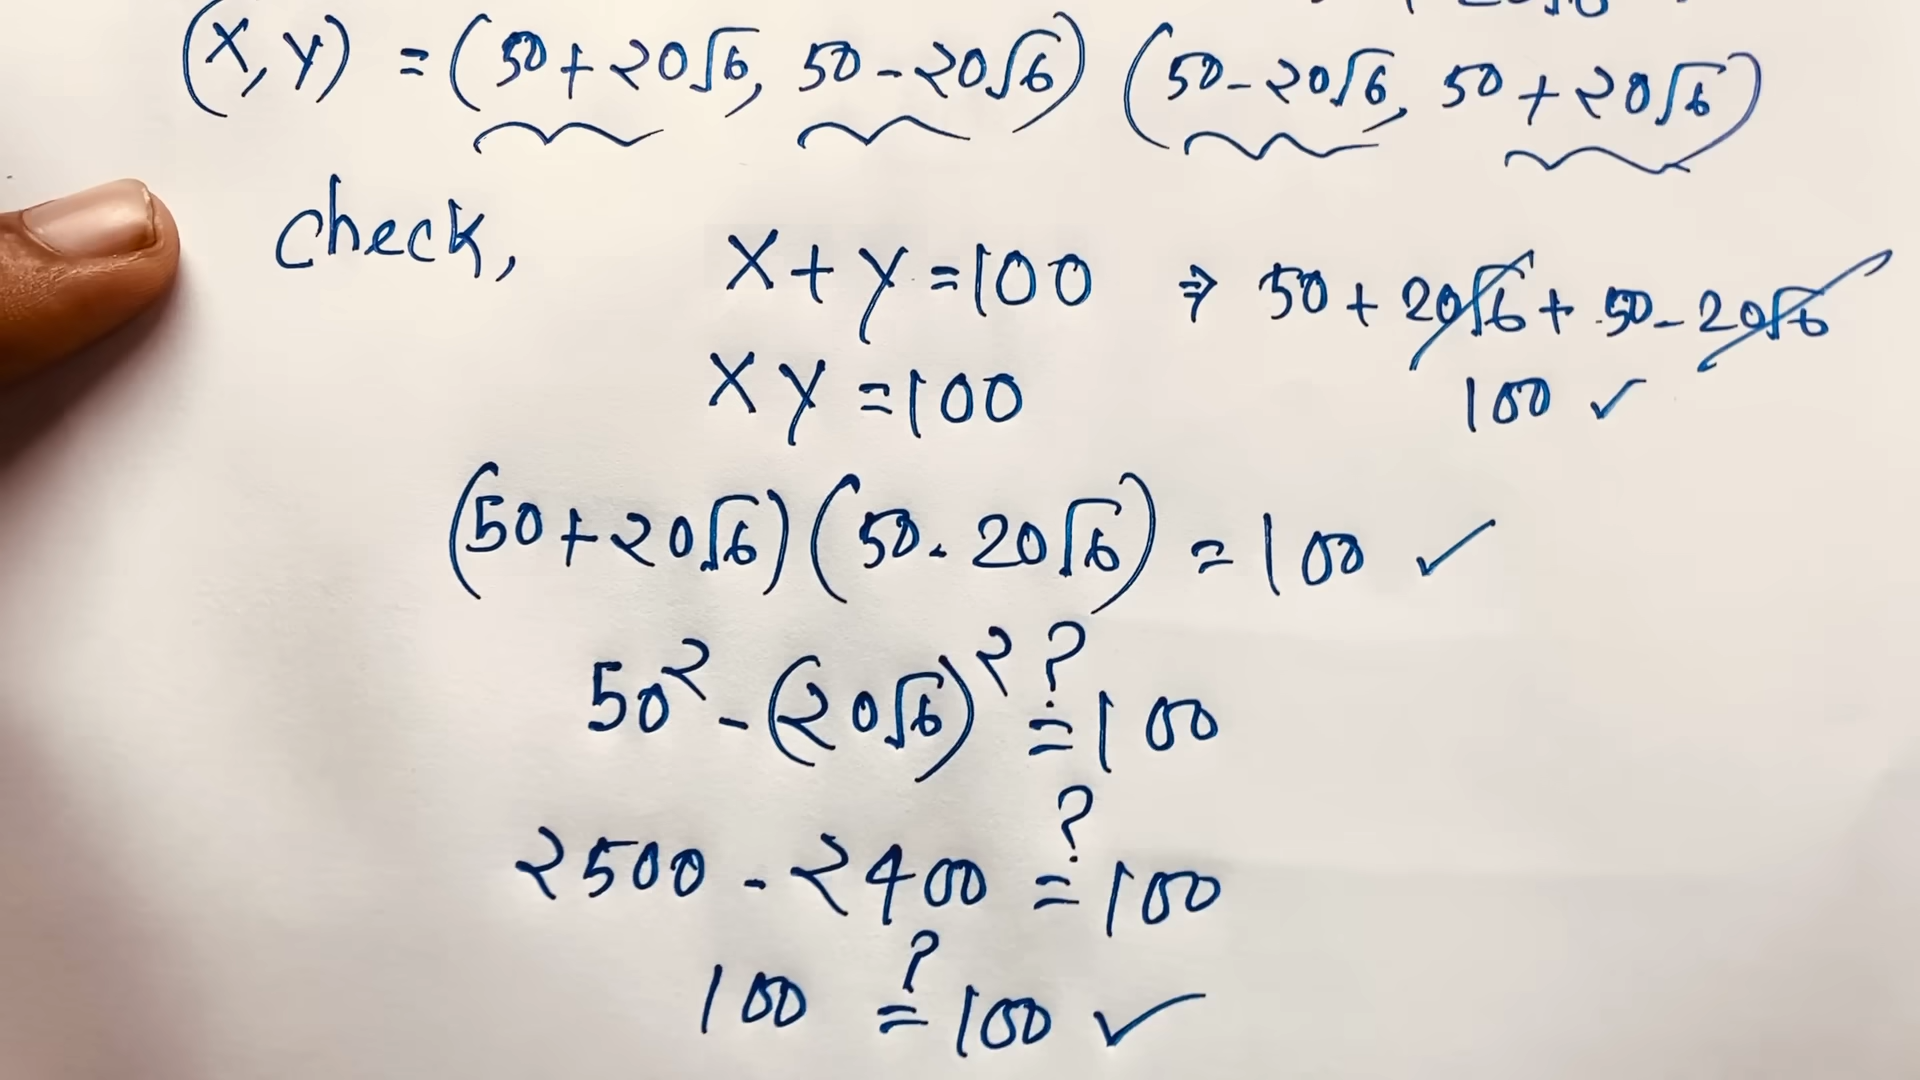 (X, Y) = (50 + 20√6, 50 - 20√6) (50 - 20√6, 50 + 20√6)
check, X + Y = 100 ⇒ 50 + 20√6 + 50 - 20√6
XY = 100 100 ✓
(50 + 20√6)(50 - 20√6) = 100 ✓
50² - (20√6)² ?= 100
2500 - 2400 ?= 100
100 ?= 100 ✓